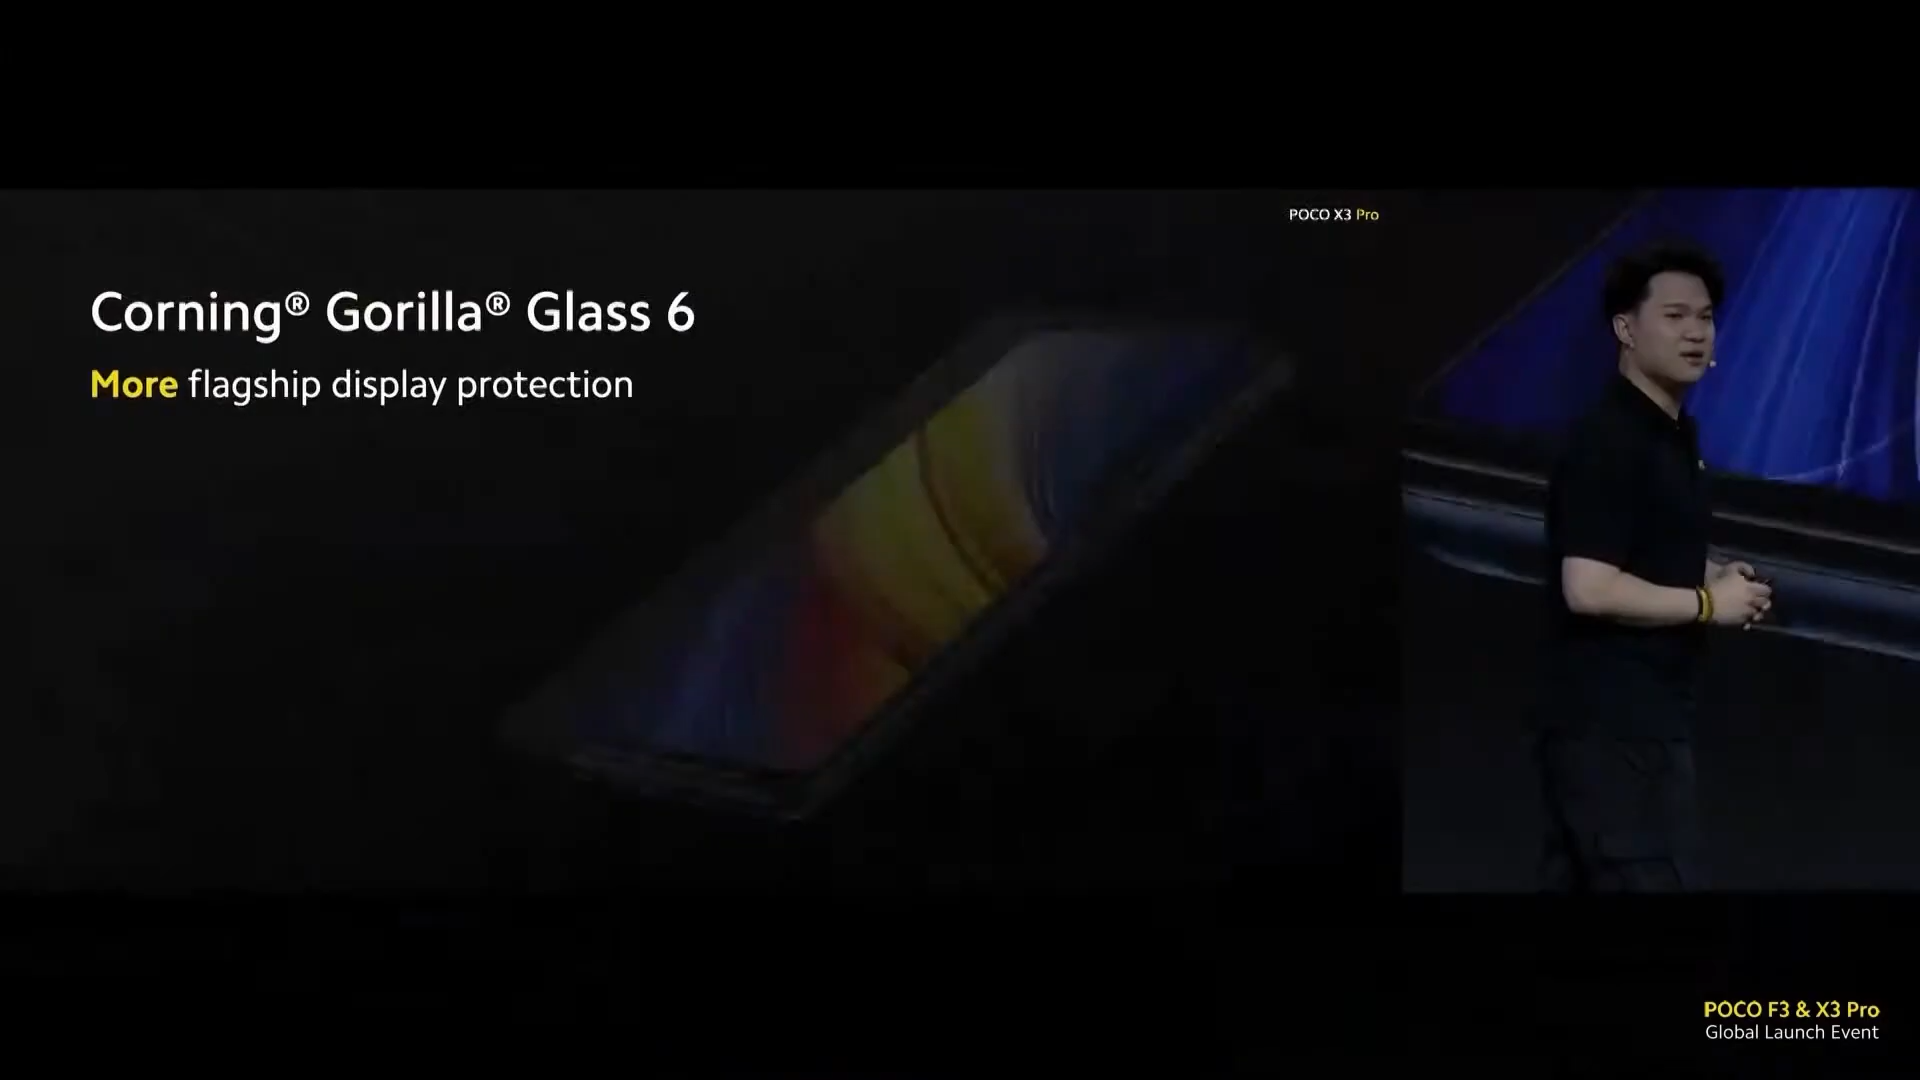 POCO X3 Pro
Corning® Gorilla® Glass 6
More flagship display protection
POCO F3 & X3 Pro
Global Launch Event